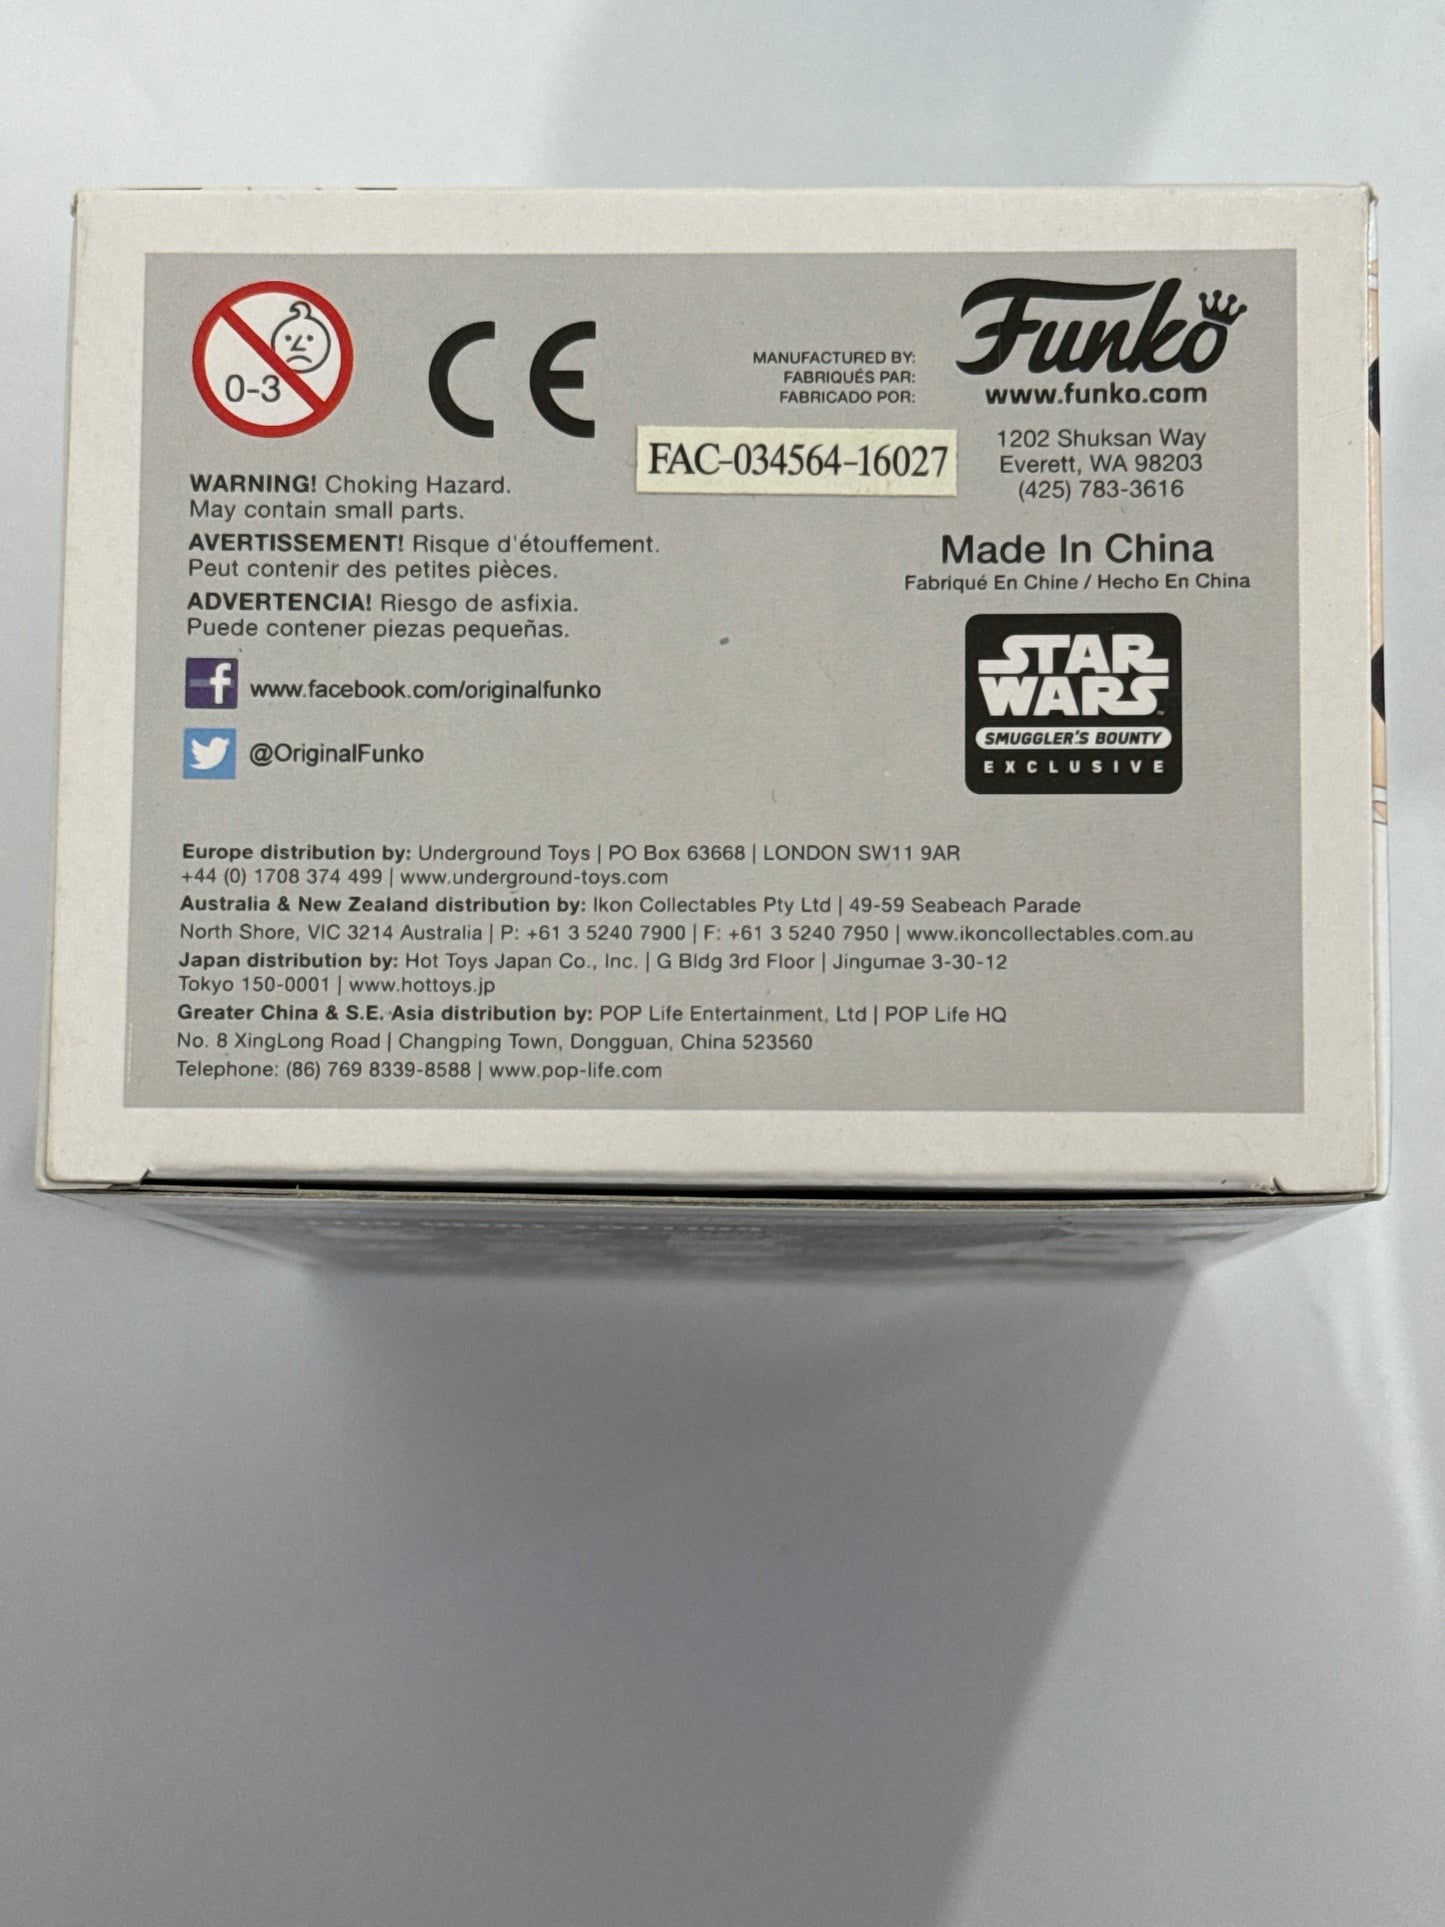 0-3
CE
MANUFACTURED BY:
FABRIQUÉS PAR:
FABRICADO POR:
Funko
www.funko.com
1202 Shuksan Way
Everett, WA 98203
(425) 783-3616
FAC-034564-16027
WARNING! Choking Hazard.
May contain small parts.
AVERTISSEMENT! Risque d'étouffement.
Peut contenir des petites pièces.
ADVERTENCIA! Riesgo de asfixia.
Puede contener piezas pequeñas.
Made In China
Fabriqué En Chine / Hecho En China
f www.facebook.com/originalfunko
@OriginalFunko
STAR
WARS™
SMUGGLER'S BOUNTY
EXCLUSIVE
Europe distribution by: Underground Toys | PO Box 63668 | LONDON SW11 9AR
+44 (0) 1708 374 499 | www.underground-toys.com
Australia & New Zealand distribution by: Ikon Collectables Pty Ltd | 49-59 Seabeach Parade
North Shore, VIC 3214 Australia | P: +61 3 5240 7900 | F: +61 3 5240 7950 | www.ikoncollectables.com.au
Japan distribution by: Hot Toys Japan Co., Inc. | G Bldg 3rd Floor | Jingumae 3-30-12
Tokyo 150-0001 | www.hottoys.jp
Greater China & S.E. Asia distribution by: POP Life Entertainment, Ltd | POP Life HQ
No. 8 XingLong Road | Changping Town, Dongguan, China 523560
Telephone: (86) 769 8339-8588 | www.pop-life.com